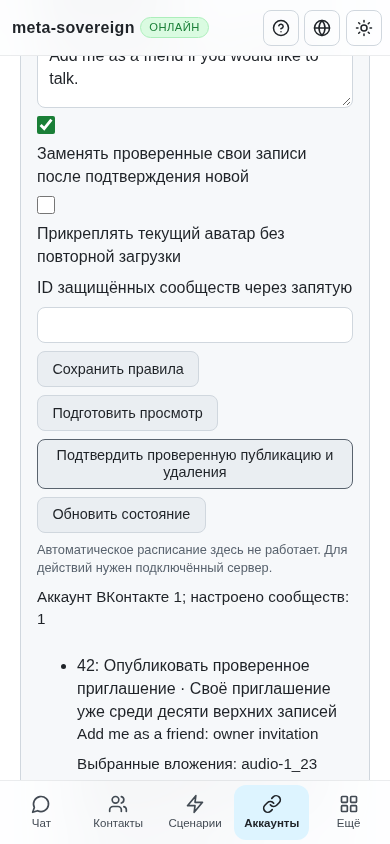 meta-sovereign ОНЛАЙН
Add me as a friend if you would like to
talk.
Заменять проверенные свои записи
после подтверждения новой
Прикреплять текущий аватар без
повторной загрузки
ID защищённых сообществ через запятую
Сохранить правила
Подготовить просмотр
Подтвердить проверенную публикацию и
удаления
Обновить состояние
Автоматическое расписание здесь не работает. Для
действий нужен подключённый сервер.
Аккаунт ВКонтакте 1; настроено сообществ:
1
42: Опубликовать проверенное
приглашение · Своё приглашение
уже среди десяти верхних записей
Add me as a friend: owner invitation
Выбранные вложения: audio-1_23
Чат Контакты Сценарии Аккаунты Ещё